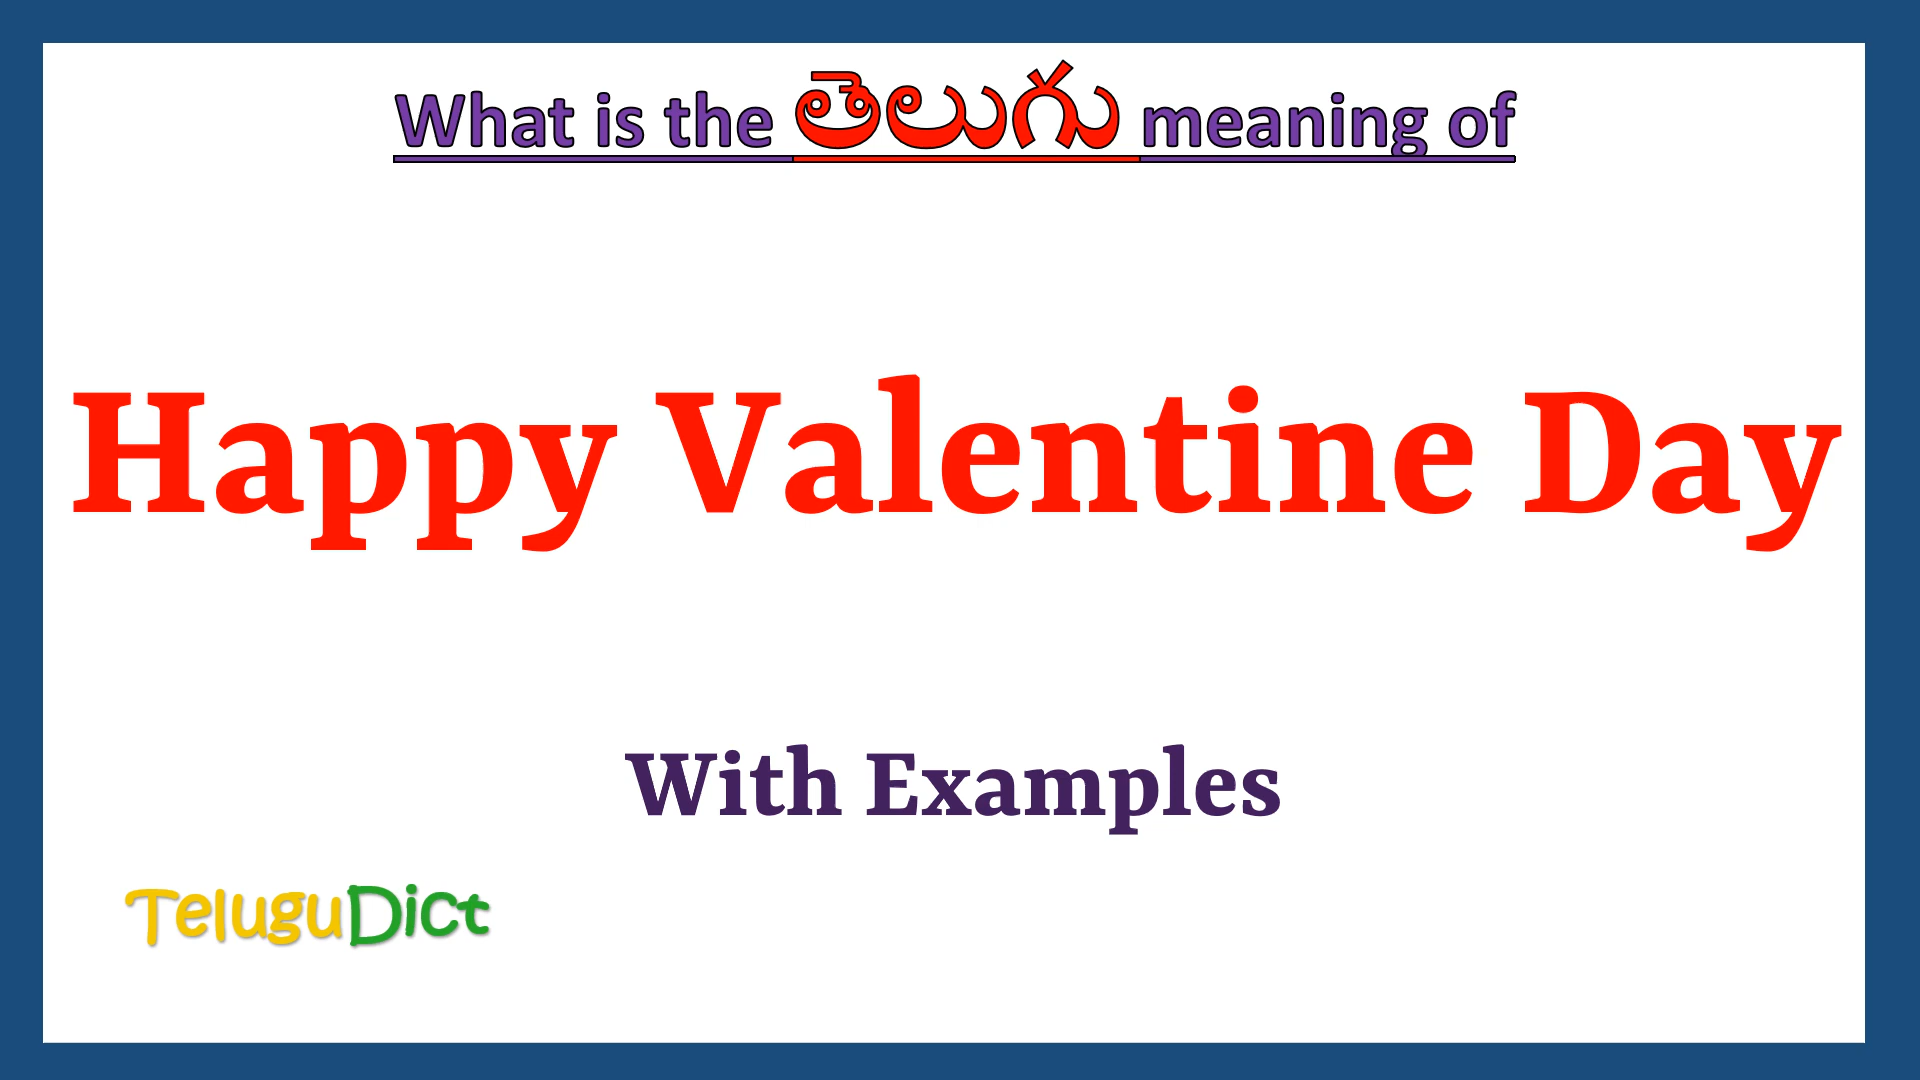 What is the తెలుగు meaning of
Happy Valentine Day
With Examples
TeluguDict